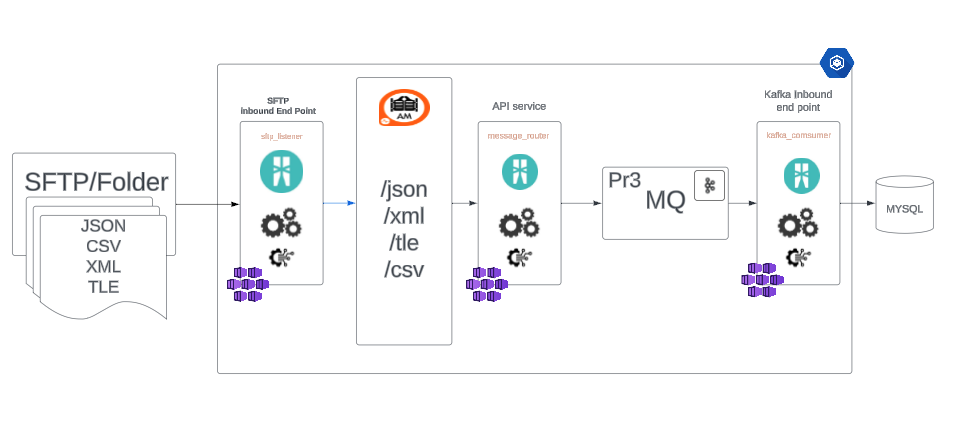 SFTP/Folder
JSON
CSV
XML
TLE
SFTP
inbound End Point
sftp_listener
AM
/json
/xml
/tle
/csv
API service
message_router
Pr3
MQ
Kafka Inbound
end point
kafka_comsumer
MYSQL